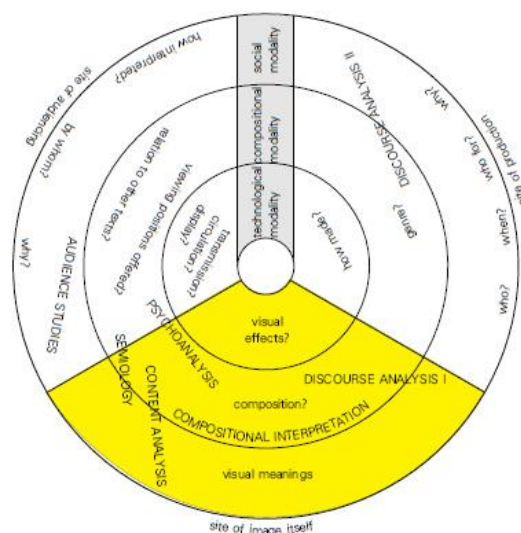 social
modality
compositional
modality
technological
modality
how interpreted?
site of audiencing
by whom?
why?
AUDIENCE STUDIES
relation to other texts?
viewing positions offered?
transmission?
circulation?
display?
DISCOURSE ANALYSIS II
why?
who for?
site of production
when?
who?
genre?
how made?
visual
effects?
PSYCHOANALYSIS
SEMIOLOGY
CONTENT ANALYSIS
DISCOURSE ANALYSIS I
composition?
COMPOSITIONAL INTERPRETATION
visual meanings
site of image itself